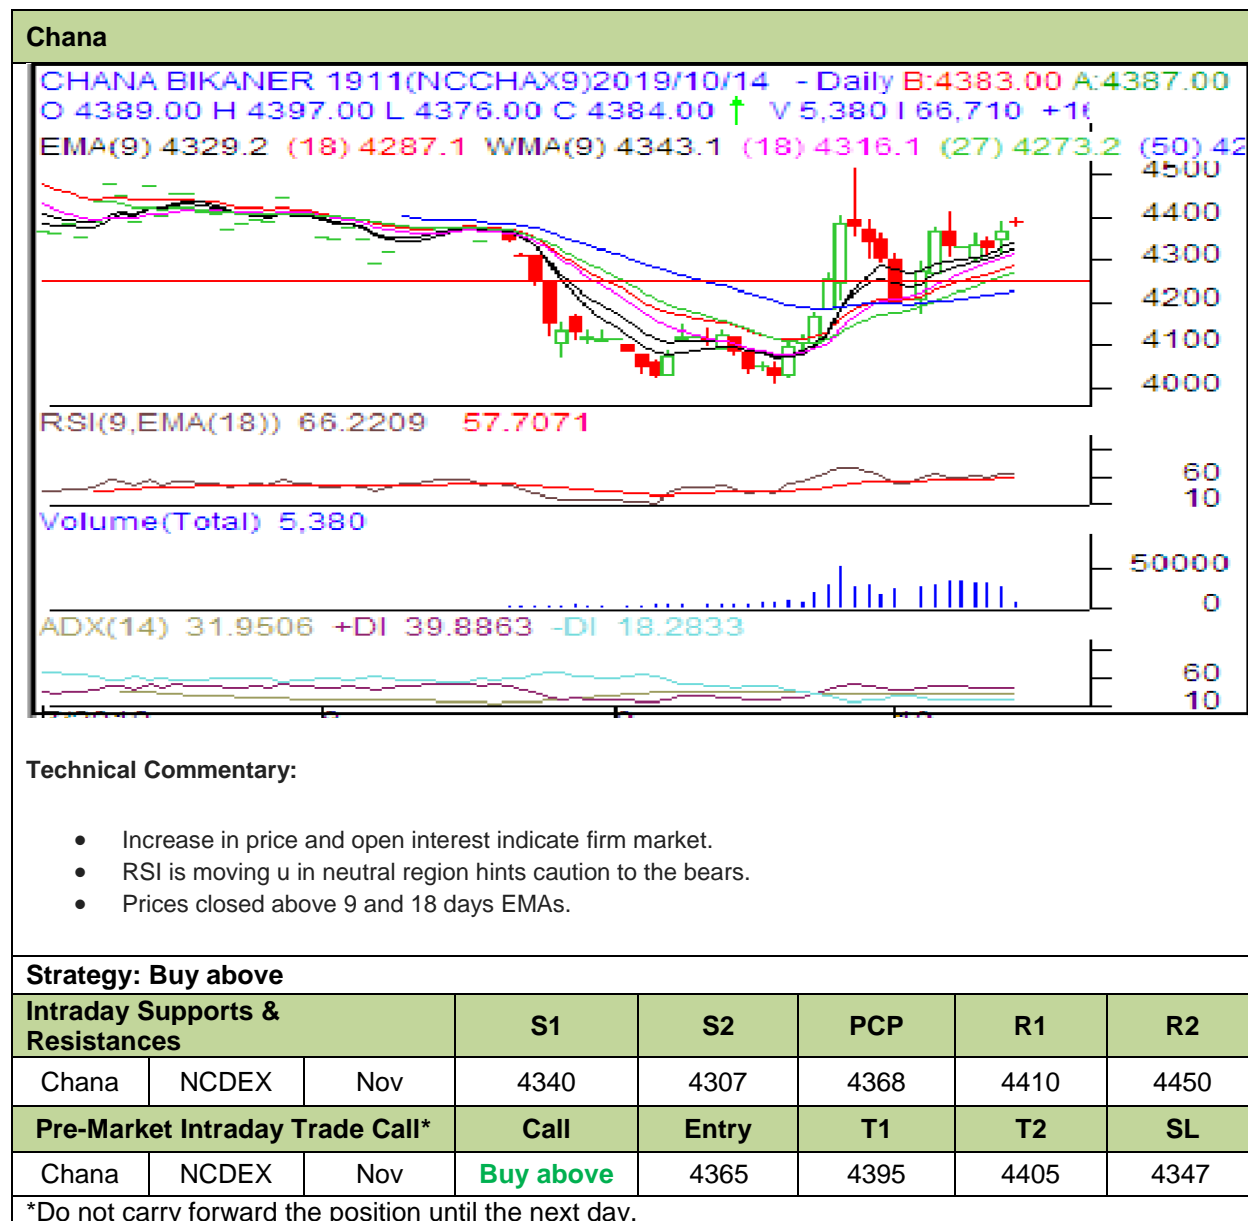 Chana
CHANA BIKANER 1911(NCCHAX9)2019/10/14 - Daily B:4383.00 A:4387.00
O 4389.00 H 4397.00 L 4376.00 C 4384.00 ↑ V 5,380 I 66,710
EMA(9) 4329.2 (18) 4287.1 WMA(9) 4343.1 (18) 4316.1 (27) 4273.2 (50) 42
4500
4400
4300
4200
4100
4000
RSI(9,EMA(18)) 66.2209 57.7071
60
10
Volume(Total) 5,380
50000
0
ADX(14) 31.9506 +DI 39.8863 -DI 18.2833
60
10
Technical Commentary:
• Increase in price and open interest indicate firm market.
• RSI is moving u in neutral region hints caution to the bears.
• Prices closed above 9 and 18 days EMAs.
Strategy: Buy above
Intraday Supports &
Resistances S1 S2 PCP R1 R2
Chana NCDEX Nov 4340 4307 4368 4410 4450
Pre-Market Intraday Trade Call* Call Entry T1 T2 SL
Chana NCDEX Nov Buy above 4365 4395 4405 4347
*Do not carry forward the position until the next day.